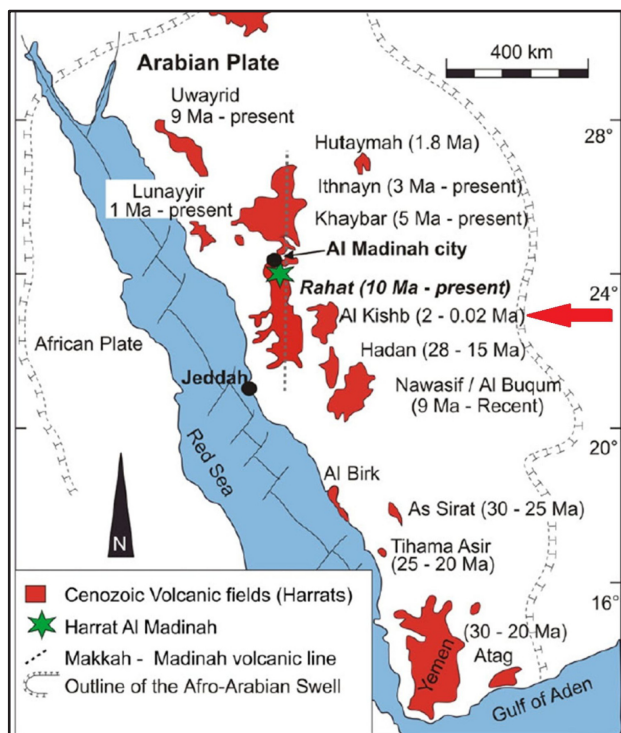 400 km
Arabian Plate
Uwayrid
9 Ma - present
28°
Hutaymah (1.8 Ma)
Lunayyir
1 Ma - present
Ithnayn (3 Ma - present)
Khaybar (5 Ma - present)
Al Madinah city
Rahat (10 Ma - present)
24°
Al Kishb (2 - 0.02 Ma)
African Plate
Hadan (28 - 15 Ma)
Jeddah
Nawasif / Al Buqum
(9 Ma - Recent)
20°
Red Sea
Al Birk
As Sirat (30 - 25 Ma)
N
Tihama Asir
(25 - 20 Ma)
16°
Cenozoic Volcanic fields (Harrats)
Harrat Al Madinah
Makkah - Madinah volcanic line
Outline of the Afro-Arabian Swell
Yemen
(30 - 20 Ma)
Atag
Gulf of Aden